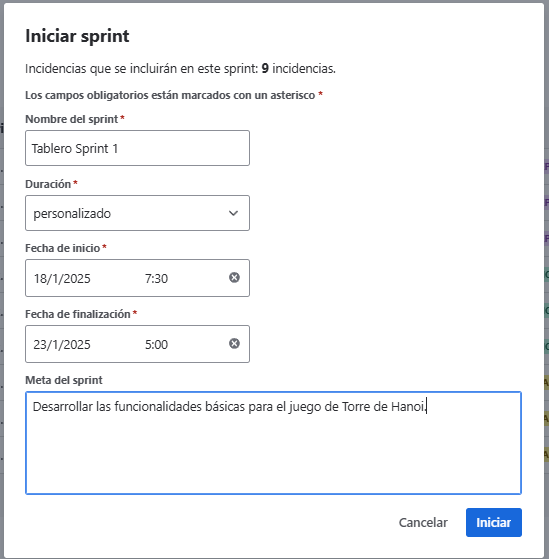 Iniciar sprint
Incidencias que se incluirán en este sprint: 9 incidencias.
Los campos obligatorios están marcados con un asterisco *
Nombre del sprint *
Tablero Sprint 1
Duración *
personalizado
Fecha de inicio *
18/1/2025 7:30
Fecha de finalización *
23/1/2025 5:00
Meta del sprint
Desarrollar las funcionalidades básicas para el juego de Torre de Hanoi.
Cancelar Iniciar